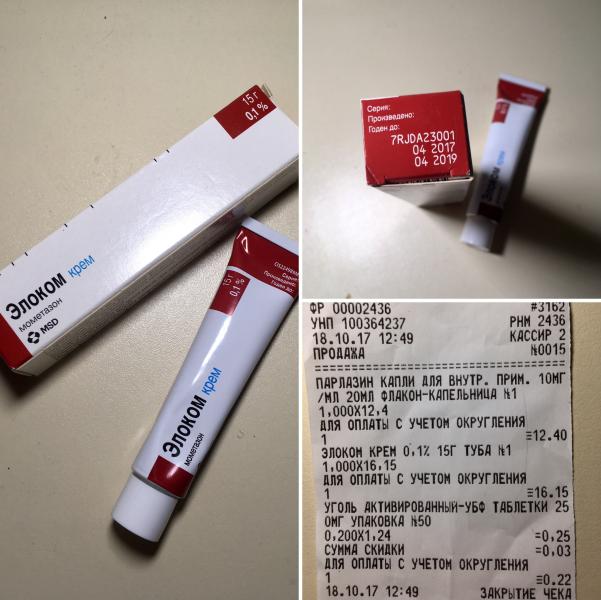 15 г
0,1 %
Элоком крем
мометазон
MSD
15 г
0,1 %
Элоком крем
мометазон
Серия:
Произведено:
Годен до:
7RJDA23001
04 2017
04 2019
ФР 00002436 #3162
УНП 100364237 РНМ 2436
18.10.17 12:49 КАССИР 2
ПРОДАЖА №0015
ПАРЛАЗИН КАПЛИ ДЛЯ ВНУТР. ПРИМ. 10МГ
/МЛ 20МЛ ФЛАКОН-КАПЕЛЬНИЦА №1
1,000X12,4
ДЛЯ ОПЛАТЫ С УЧЕТОМ ОКРУГЛЕНИЯ
1 ≡12.40
ЭЛОКОМ КРЕМ 0,1% 15Г ТУБА №1
1,000X16,15
ДЛЯ ОПЛАТЫ С УЧЕТОМ ОКРУГЛЕНИЯ
1 ≡16.15
УГОЛЬ АКТИВИРОВАННЫЙ-УБФ ТАБЛЕТКИ 25
0МГ УПАКОВКА №50
0,200X1,24 =0,25
СУММА СКИДКИ =0,03
ДЛЯ ОПЛАТЫ С УЧЕТОМ ОКРУГЛЕНИЯ
1 ≡0.22
18.10.17 12:49 ЗАКРЫТИЕ ЧЕКА